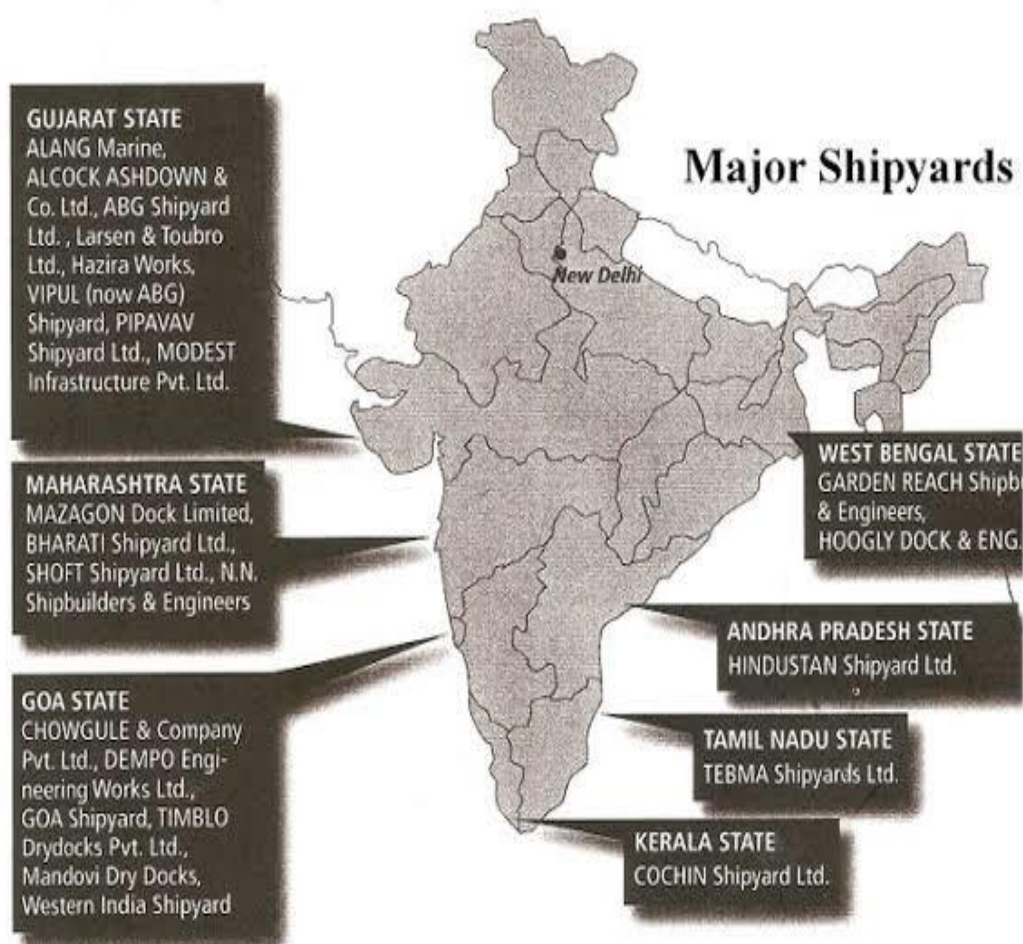 Major Shipyards
GUJARAT STATE
ALANG Marine,
ALCOCK ASHDOWN &
Co. Ltd., ABG Shipyard
Ltd. , Larsen & Toubro
Ltd., Hazira Works,
VIPUL (now ABG)
Shipyard, PIPAVAV
Shipyard Ltd., MODEST
Infrastructure Pvt. Ltd.
New Delhi
MAHARASHTRA STATE
MAZAGON Dock Limited,
BHARATI Shipyard Ltd.,
SHOFT Shipyard Ltd., N.N.
Shipbuilders & Engineers
GOA STATE
CHOWGULE & Company
Pvt. Ltd., DEMPO Engi-
neering Works Ltd.,
GOA Shipyard, TIMBLO
Drydocks Pvt. Ltd.,
Mandovi Dry Docks,
Western India Shipyard
WEST BENGAL STATE
GARDEN REACH Shipb
& Engineers,
HOOGLY DOCK & ENG.
ANDHRA PRADESH STATE
HINDUSTAN Shipyard Ltd.
TAMIL NADU STATE
TEBMA Shipyards Ltd.
KERALA STATE
COCHIN Shipyard Ltd.